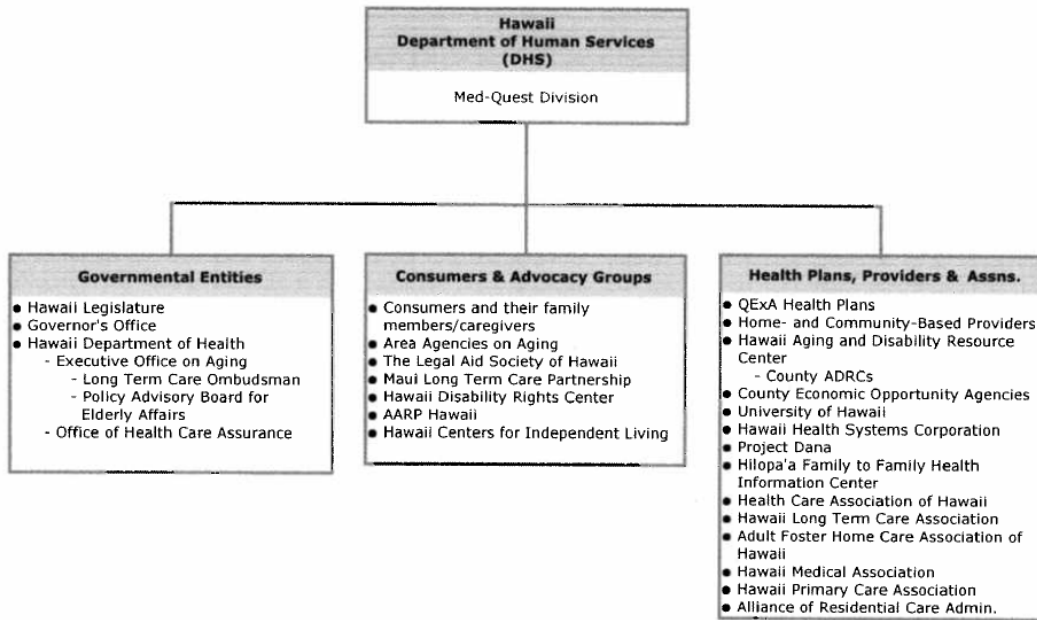 Hawaii
Department of Human Services
(DHS)
Med-Quest Division
Governmental Entities
● Hawaii Legislature
● Governor's Office
● Hawaii Department of Health
- Executive Office on Aging
- Long Term Care Ombudsman
- Policy Advisory Board for
Elderly Affairs
- Office of Health Care Assurance
Consumers & Advocacy Groups
● Consumers and their family
members/caregivers
● Area Agencies on Aging
● The Legal Aid Society of Hawaii
● Maui Long Term Care Partnership
● Hawaii Disability Rights Center
● AARP Hawaii
● Hawaii Centers for Independent Living
Health Plans, Providers & Assns.
● QExA Health Plans
● Home- and Community-Based Providers
● Hawaii Aging and Disability Resource
Center
- County ADRCs
● County Economic Opportunity Agencies
● University of Hawaii
● Hawaii Health Systems Corporation
● Project Dana
● Hilopa'a Family to Family Health
Information Center
● Health Care Association of Hawaii
● Hawaii Long Term Care Association
● Adult Foster Home Care Association of
Hawaii
● Hawaii Medical Association
● Hawaii Primary Care Association
● Alliance of Residential Care Admin.